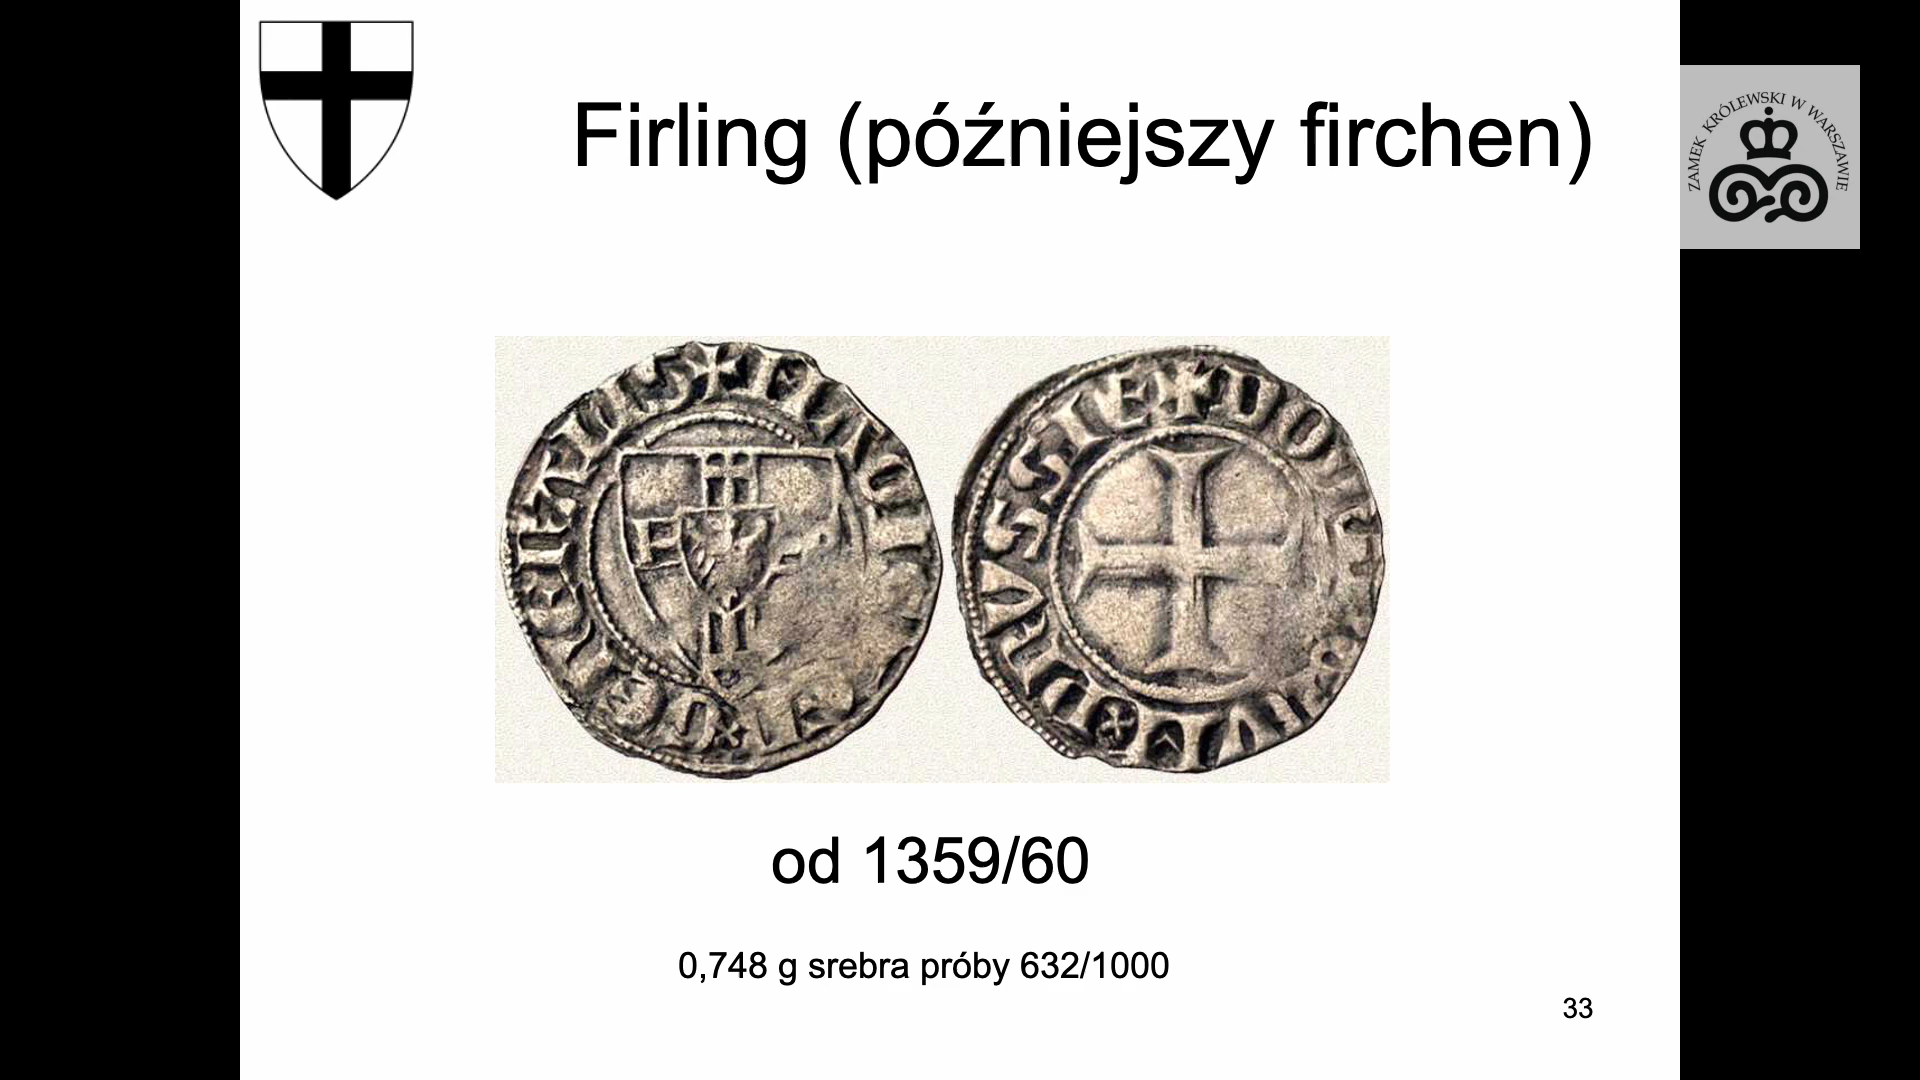 Firling (późniejszy firchen)
ZAMEK KRÓLEWSKI W WARSZAWIE
od 1359/60
0,748 g srebra próby 632/1000
33